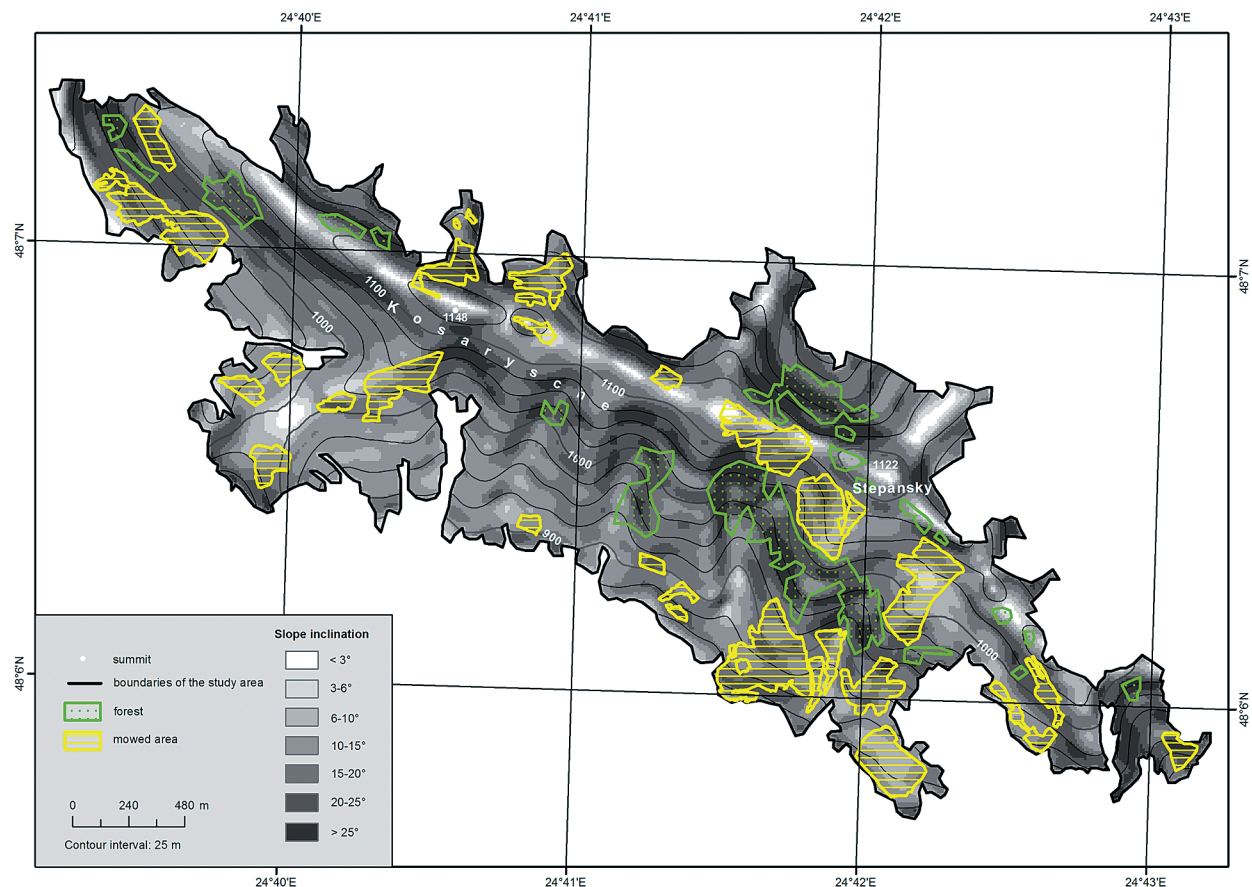 24°40'E 24°41'E 24°42'E 24°43'E
48°7'N
48°7'N
1100
1000
Kosarysche
1148
1100
1000
1122
Stepansky
900
1000
48°6'N
48°6'N
summit
boundaries of the study area
forest
mowed area
0 240 480 m
Contour interval: 25 m
Slope inclination
< 3°
3-6°
6-10°
10-15°
15-20°
20-25°
> 25°
24°40'E 24°41'E 24°42'E 24°43'E